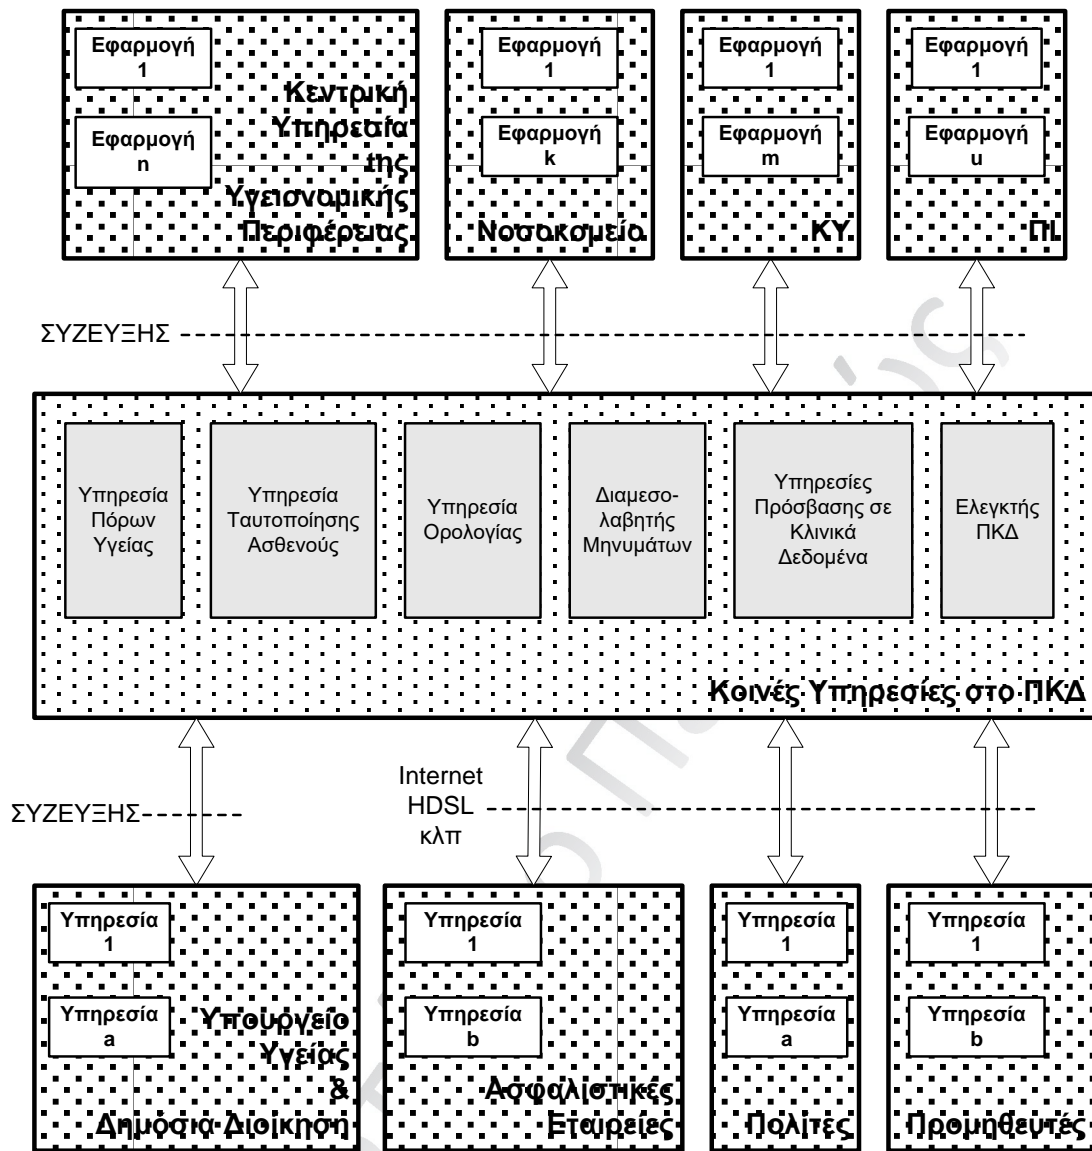 Εφαρμογή
1
Εφαρμογή
n
Κεντρική
Υπηρεσία
της
Υγειονομικής
Περιφέρειας
Εφαρμογή
1
Εφαρμογή
k
Νοσοκομείο
Εφαρμογή
1
Εφαρμογή
m
ΚΥ
Εφαρμογή
1
Εφαρμογή
u
ΠΙ
ΣΥΖΕΥΞΗΣ
Υπηρεσία
Πόρων
Υγείας
Υπηρεσία
Ταυτοποίησης
Ασθενούς
Υπηρεσία
Ορολογίας
Διαμεσο-
λαβητής
Μηνυμάτων
Υπηρεσίες
Πρόσβασης σε
Κλινικά
Δεδομένα
Ελεγκτής
ΠΚΔ
Κοινές Υπηρεσίες στο ΠΚΔ
ΣΥΖΕΥΞΗΣ
Internet
HDSL
κλπ
Υπηρεσία
1
Υπηρεσία
a
Υπουργείο
Υγείας
&
Δημόσια Διοίκηση
Υπηρεσία
1
Υπηρεσία
b
Ασφαλιστικές
Εταιρείες
Υπηρεσία
1
Υπηρεσία
a
Πολίτες
Υπηρεσία
1
Υπηρεσία
b
Προμηθευτές